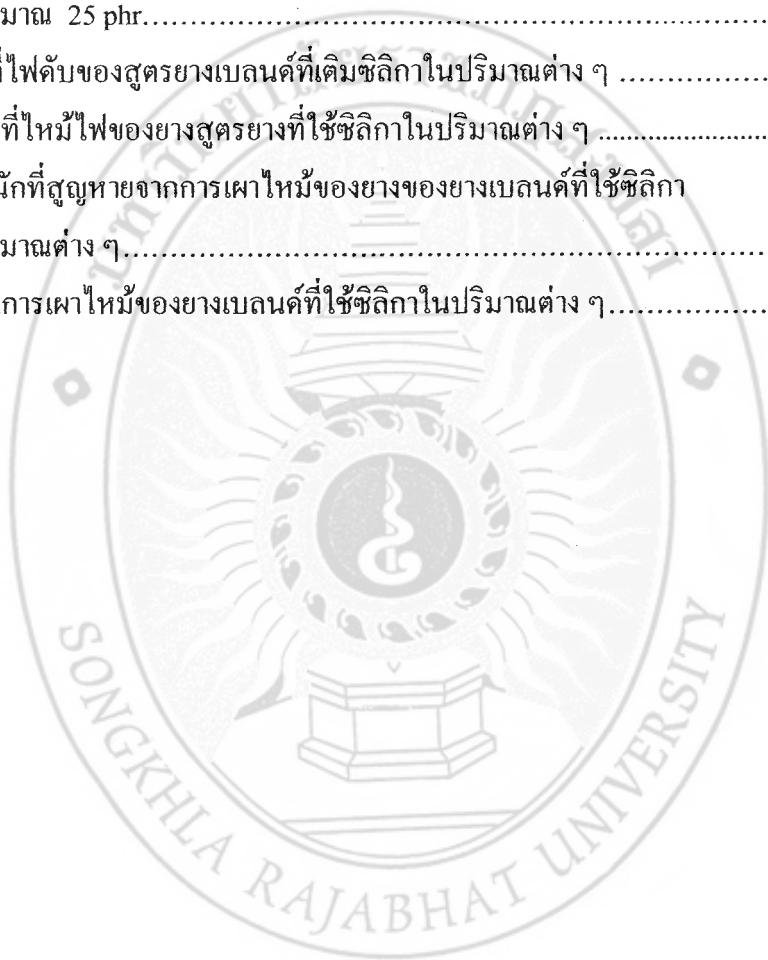 มาณ 25 phr
ที่ไฟดับของสูตรยางเบลนด์ที่เติมซิลิกาในปริมาณต่าง ๆ
ที่ไหม้ไฟของยางสูตรยางที่ใช้ซิลิกาในปริมาณต่าง ๆ
นักที่สูญหายจากการเผาไหม้ของยางของยางเบลนด์ที่ใช้ซิลิกา
มาณต่าง ๆ
การเผาไหม้ของยางเบลนด์ที่ใช้ซิลิกาในปริมาณต่าง ๆ
SONGKHLA RAJABHAT UNIVERSITY